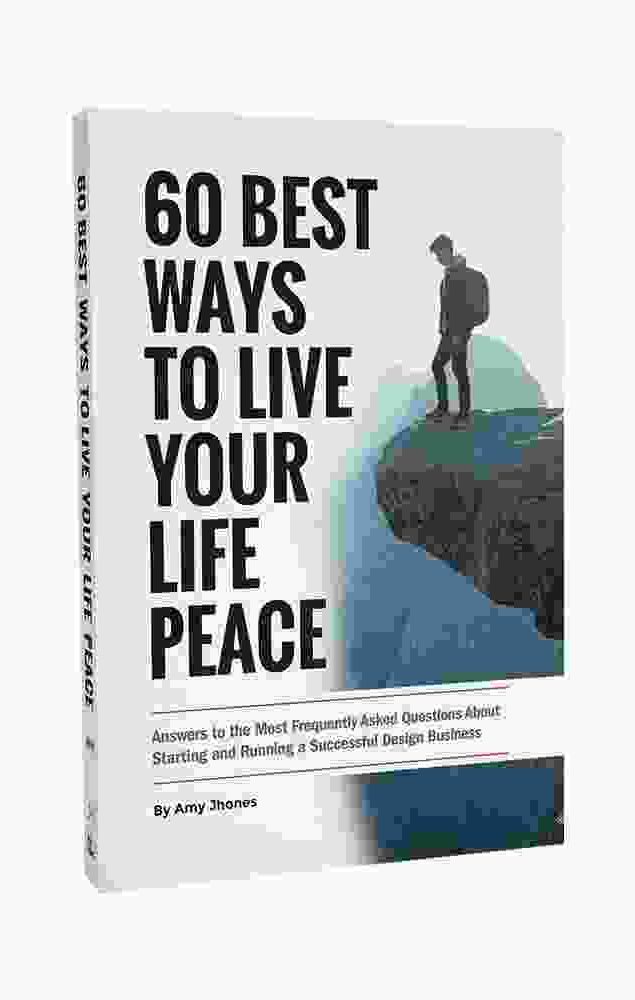 60 BEST
WAYS
TO LIVE
YOUR
LIFE
PEACE
Answers to the Most Frequently Asked Questions About
Starting and Running a Successful Design Business
By Amy Jhones
60 BEST WAYS TO LIVE YOUR LIFE PEACE